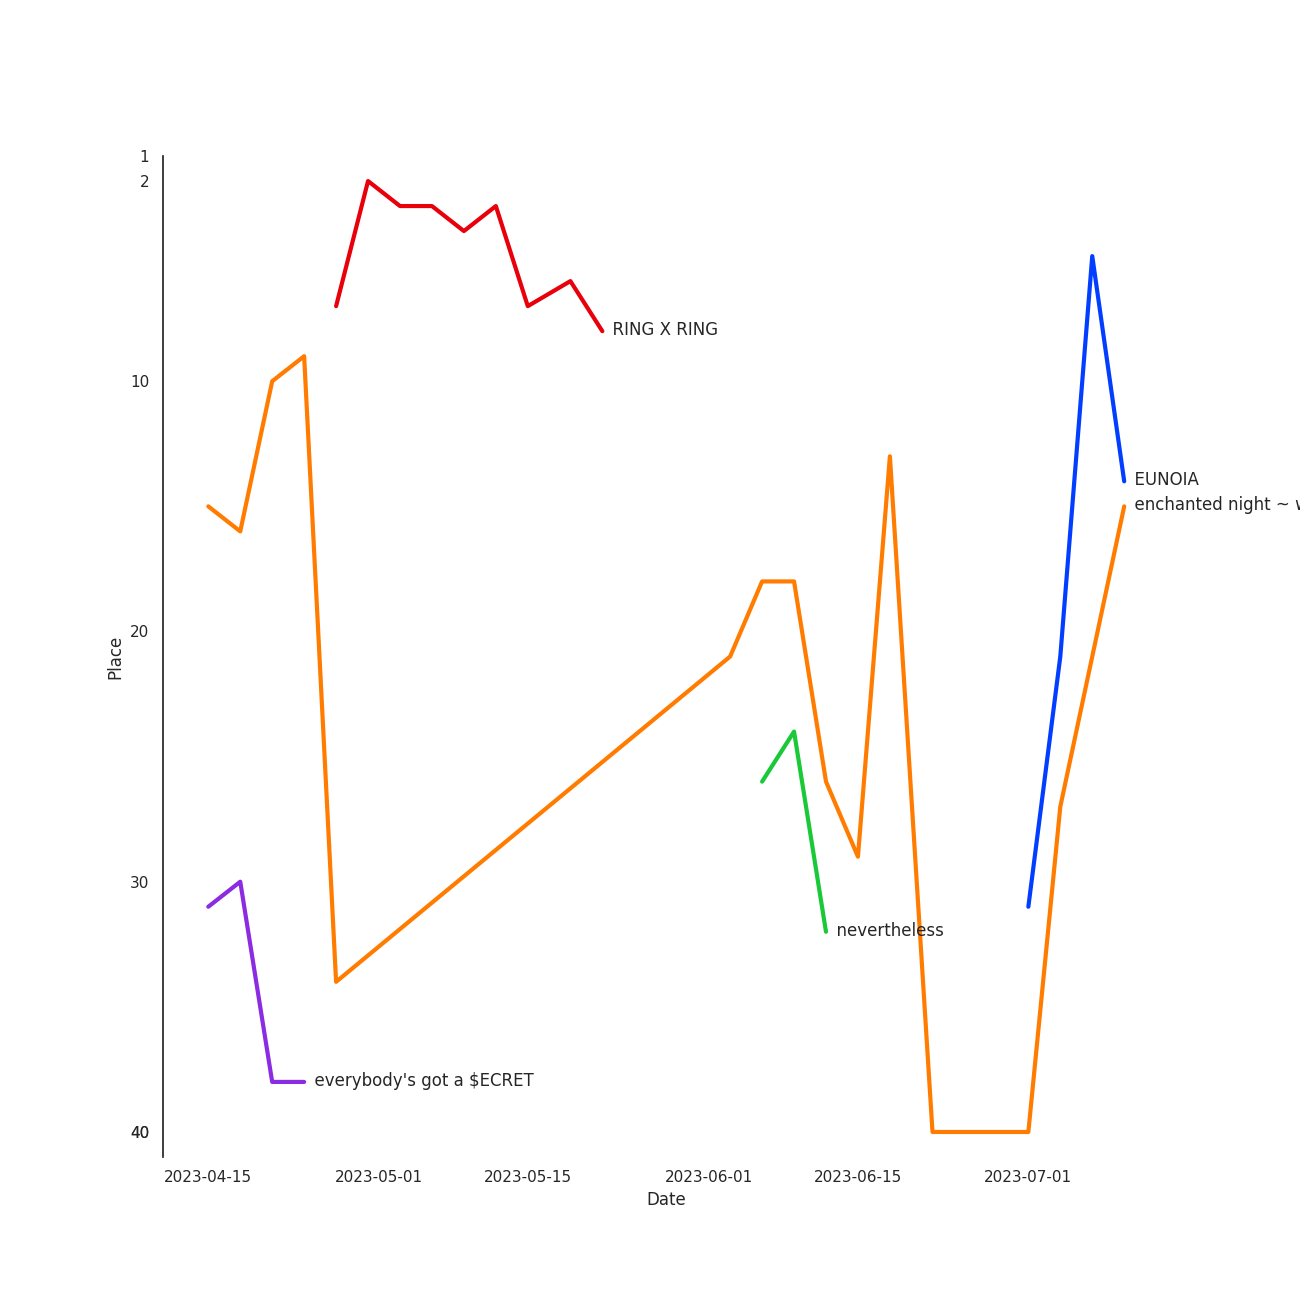 1
2
RING X RING
10
EUNOIA
enchanted night ~
20
Place
30
nevertheless
everybody's got a $ECRET
40
2023-04-15 2023-05-01 2023-05-15 2023-06-01 2023-06-15 2023-07-01
Date